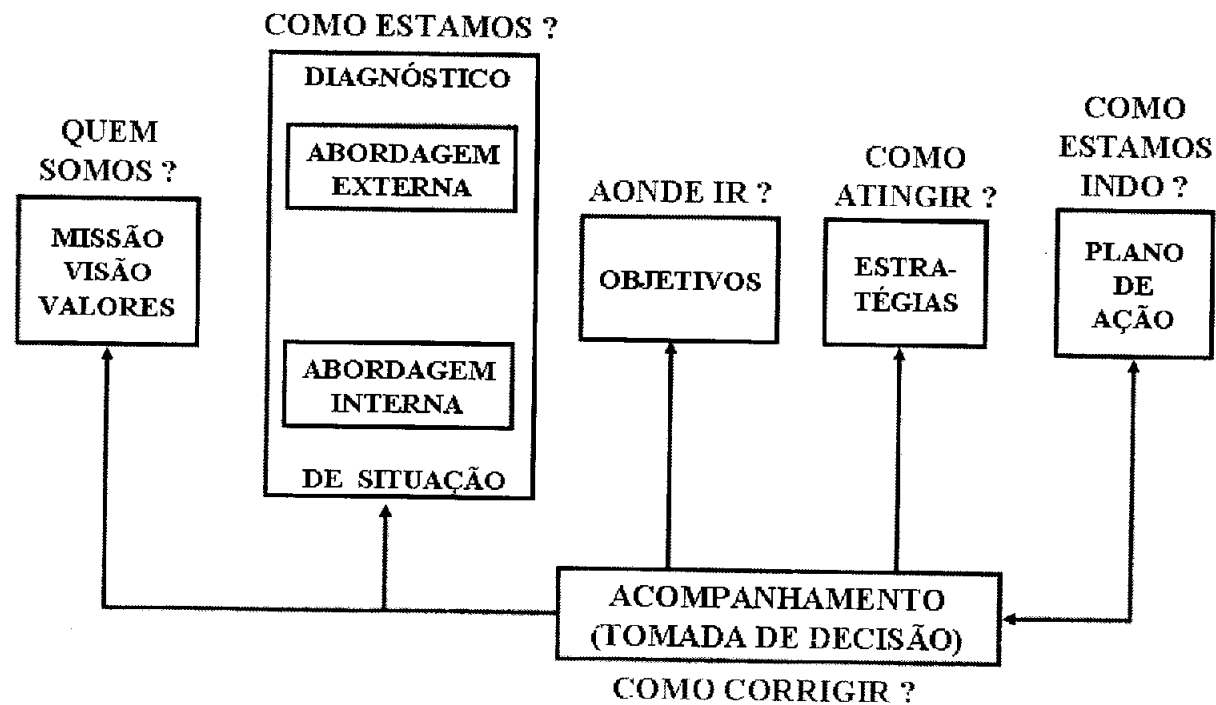 COMO ESTAMOS ?
DIAGNÓSTICO
ABORDAGEM
EXTERNA
ABORDAGEM
INTERNA
DE SITUAÇÃO
QUEM
SOMOS ?
MISSÃO
VISÃO
VALORES
AONDE IR ?
OBJETIVOS
COMO
ATINGIR ?
ESTRA-
TÉGIAS
COMO
ESTAMOS
INDO ?
PLANO
DE
AÇÃO
ACOMPANHAMENTO
(TOMADA DE DECISÃO)
COMO CORRIGIR ?